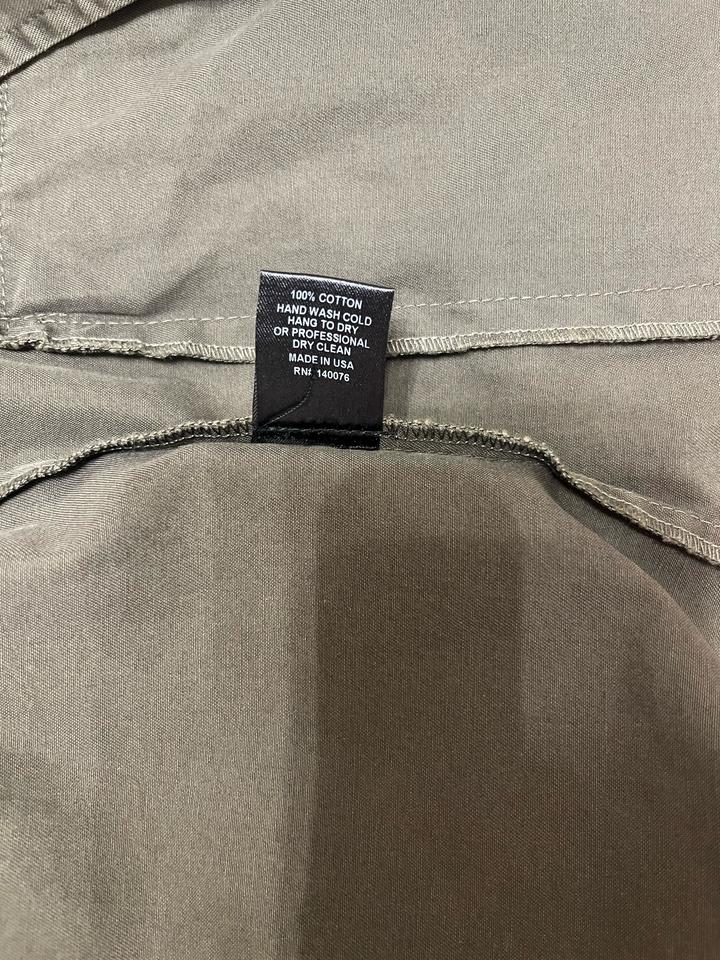 100% COTTON
HAND WASH COLD
HANG TO DRY
OR PROFESSIONAL
DRY CLEAN
MADE IN USA
RN# 140076